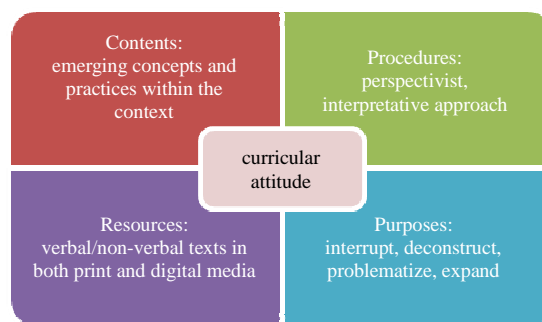 Contents:
emerging concepts and
practices within the
context
Procedures:
perspectivist,
interpretative approach
curricular
attitude
Resources:
verbal/non-verbal texts in
both print and digital media
Purposes:
interrupt, deconstruct,
problematize, expand